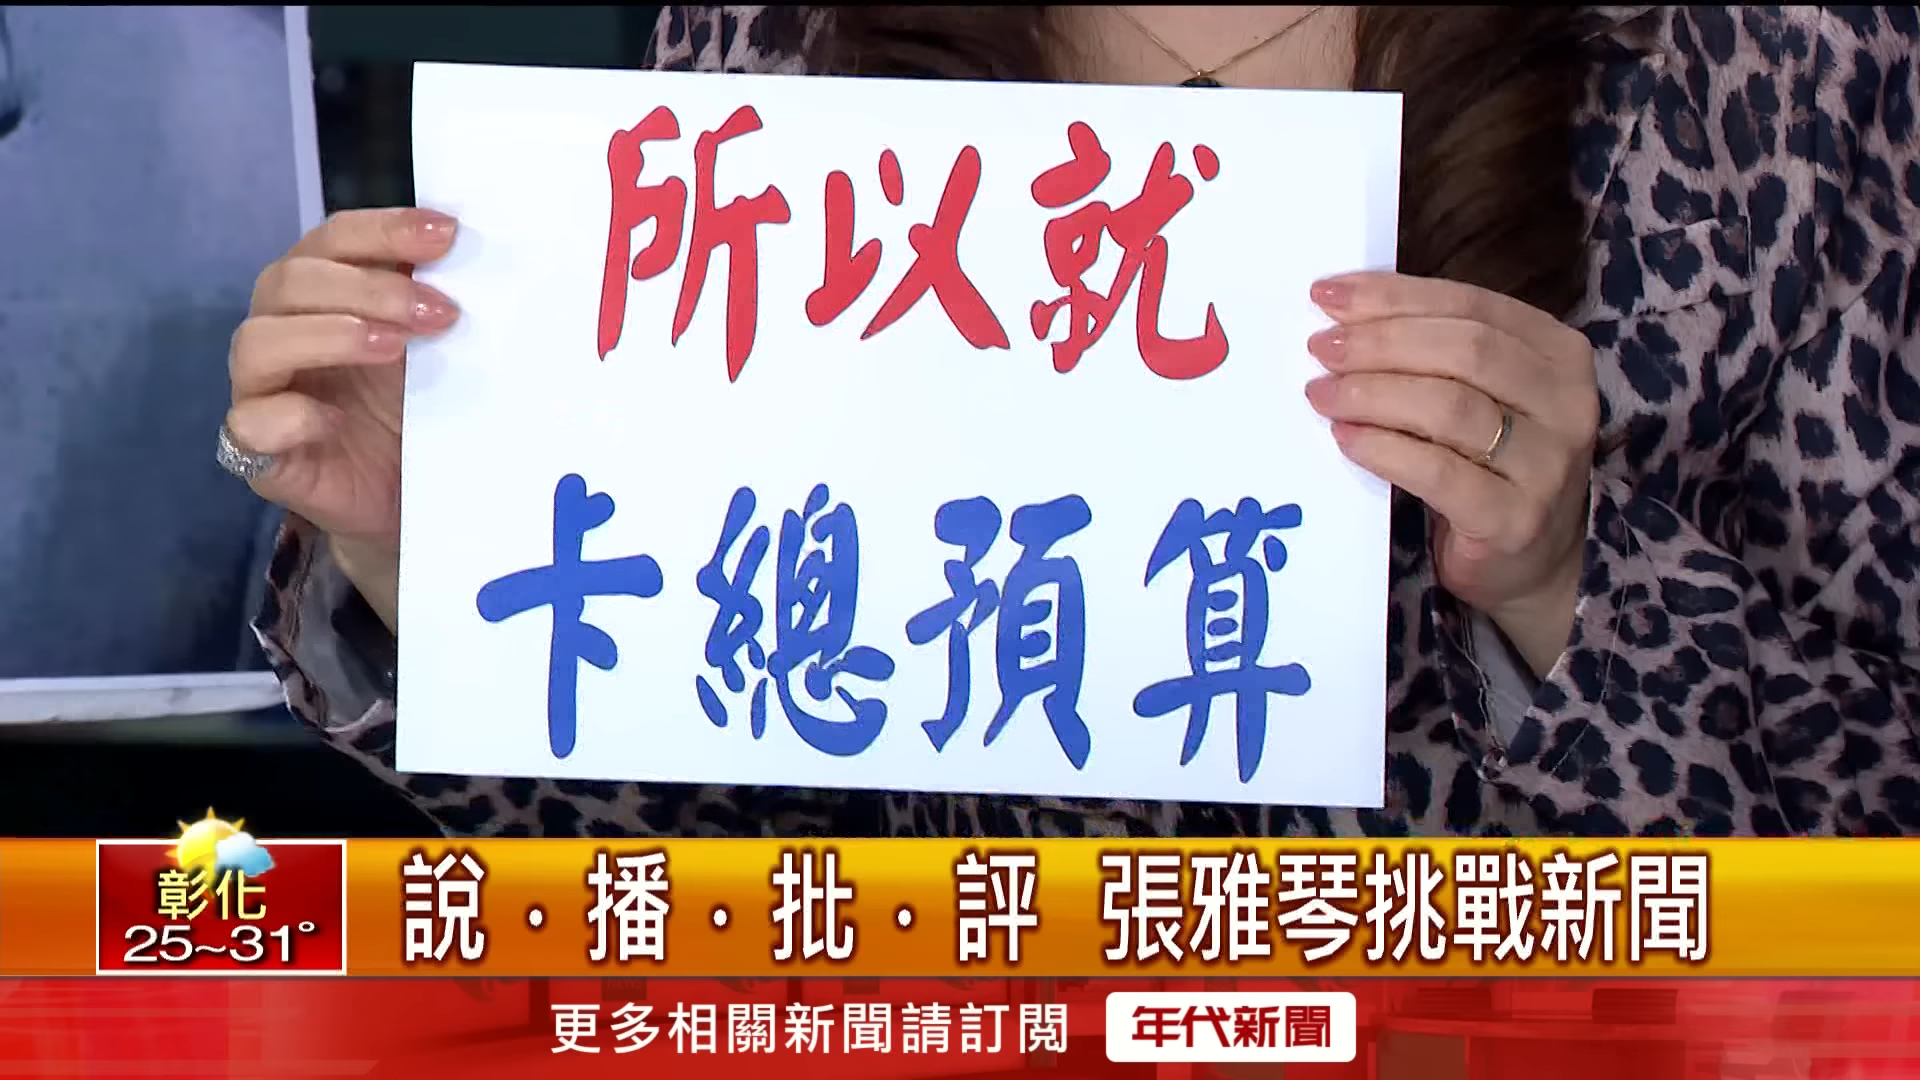 所以就
卡總預算
彰化
25~31°
說.播.批.評 張雅琴挑戰新聞
更多相關新聞請訂閱 年代新聞